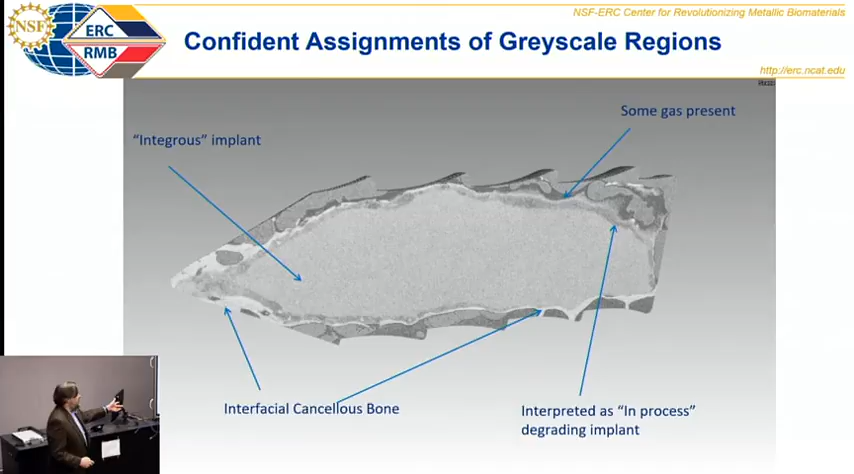 NSF-ERC Center for Revolutionizing Metallic Biomaterials
NSF
ERC
RMB
Confident Assignments of Greyscale Regions
http://erc.ncat.edu
Some gas present
"Integrous" implant
Interfacial Cancellous Bone
Interpreted as "In process"
degrading implant